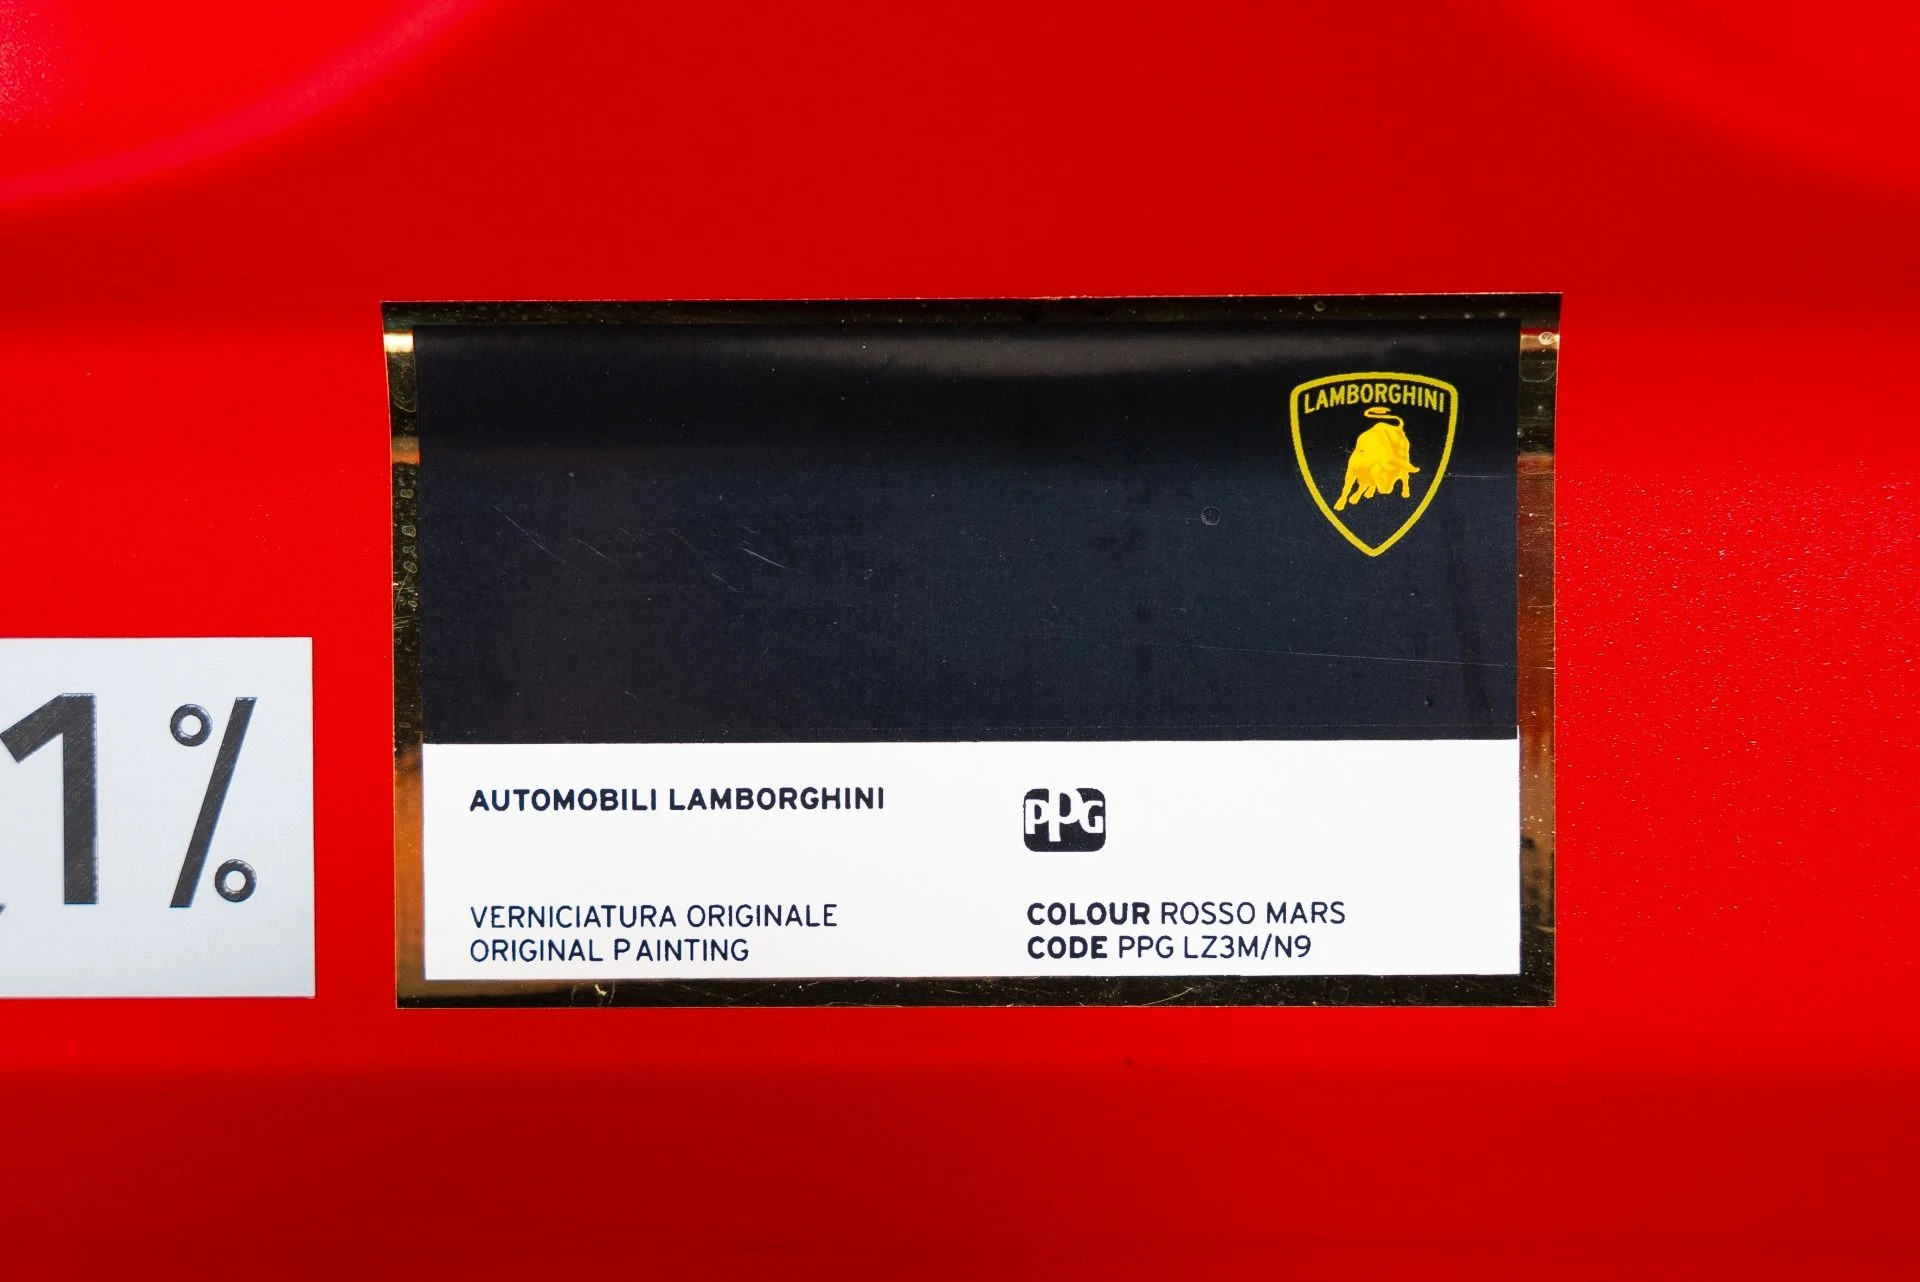 LAMBORGHINI
1%
AUTOMOBILI LAMBORGHINI
PPG
VERNICIATURA ORIGINALE
ORIGINAL PAINTING
COLOUR ROSSO MARS
CODE PPG LZ3M/N9